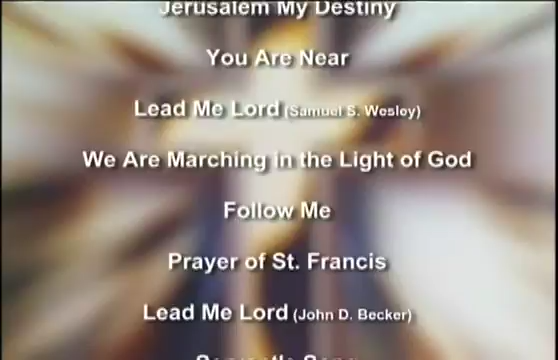 Jerusalem My Destiny
You Are Near
Lead Me Lord (Samuel S. Wesley)
We Are Marching in the Light of God
Follow Me
Prayer of St. Francis
Lead Me Lord (John D. Becker)
Song